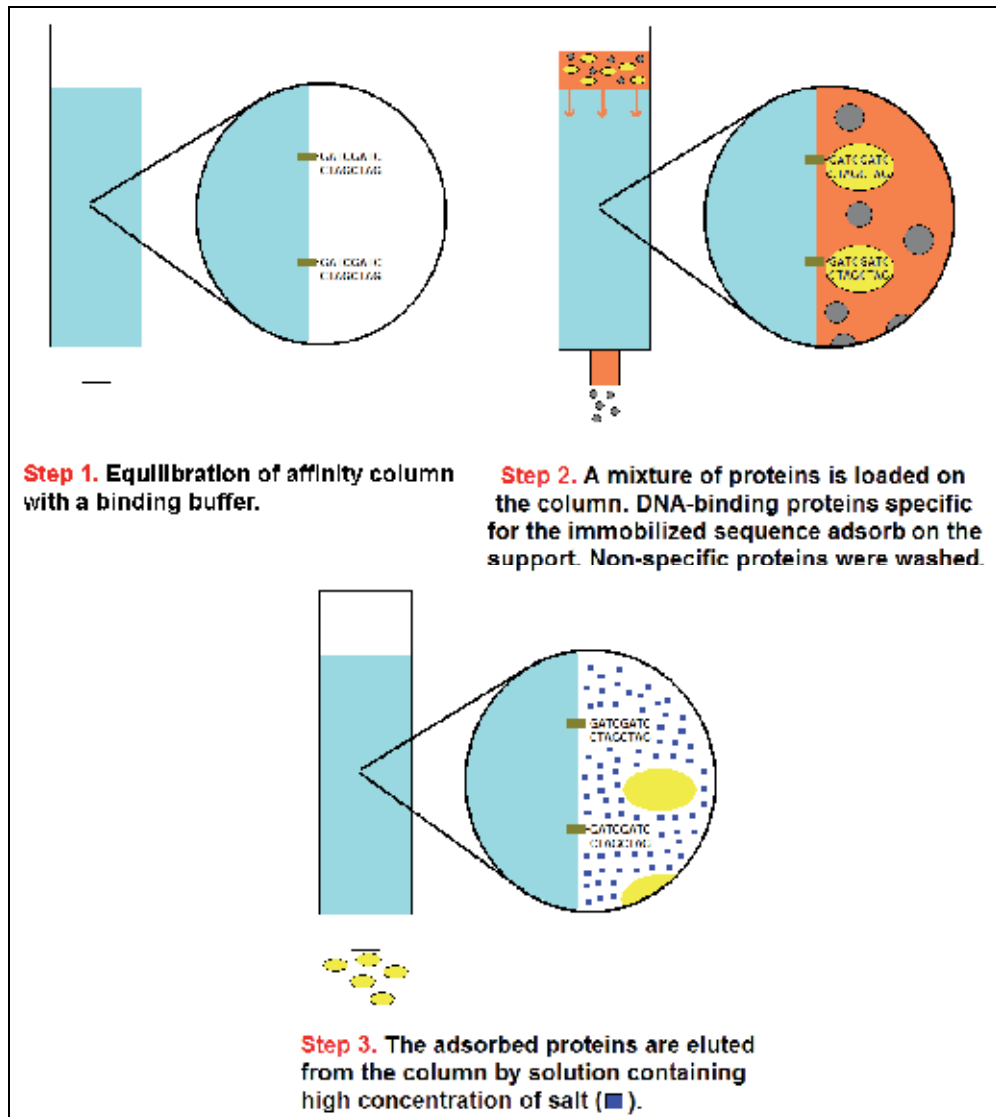 GATCGATC
CTAGCTAG
GATCGATC
CTAGCTAG
GATCGATC
CTAGCTAG
GATCGATC
CTAGCTAG
Step 1. Equilibration of affinity column
with a binding buffer.
Step 2. A mixture of proteins is loaded on
the column. DNA-binding proteins specific
for the immobilized sequence adsorb on the
support. Non-specific proteins were washed.
GATCGATC
CTAGCTAG
GATCGATC
CTAGCTAG
Step 3. The adsorbed proteins are eluted
from the column by solution containing
high concentration of salt ( ).